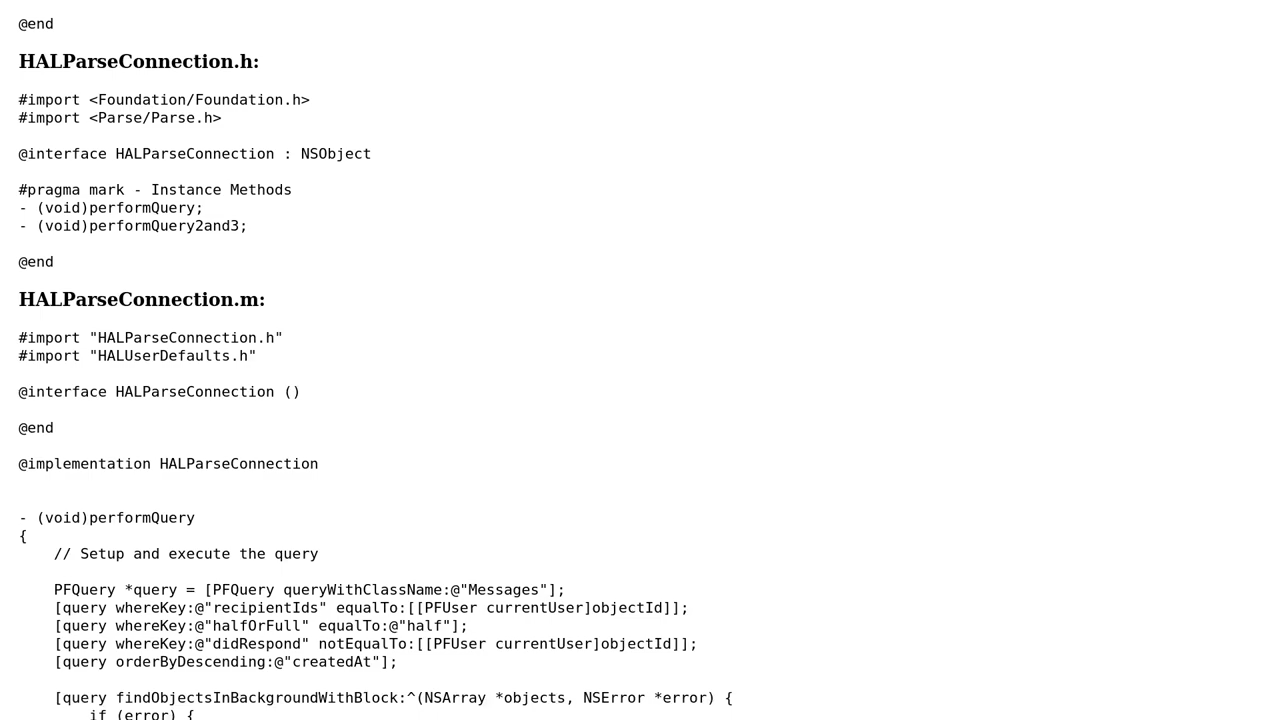 @end
HALParseConnection.h:
#import <Foundation/Foundation.h>
#import <Parse/Parse.h>
@interface HALParseConnection : NSObject
#pragma mark - Instance Methods
- (void)performQuery;
- (void)performQuery2and3;
@end
HALParseConnection.m:
#import "HALParseConnection.h"
#import "HALUserDefaults.h"
@interface HALParseConnection ()
@end
@implementation HALParseConnection
- (void)performQuery
{
    // Setup and execute the query
    PFQuery *query = [PFQuery queryWithClassName:@"Messages"];
    [query whereKey:@"recipientIds" equalTo:[[PFUser currentUser]objectId]];
    [query whereKey:@"halfOrFull" equalTo:@"half"];
    [query whereKey:@"didRespond" notEqualTo:[[PFUser currentUser]objectId]];
    [query orderByDescending:@"createdAt"];
    [query findObjectsInBackgroundWithBlock:^(NSArray *objects, NSError *error) {
        if (error) {